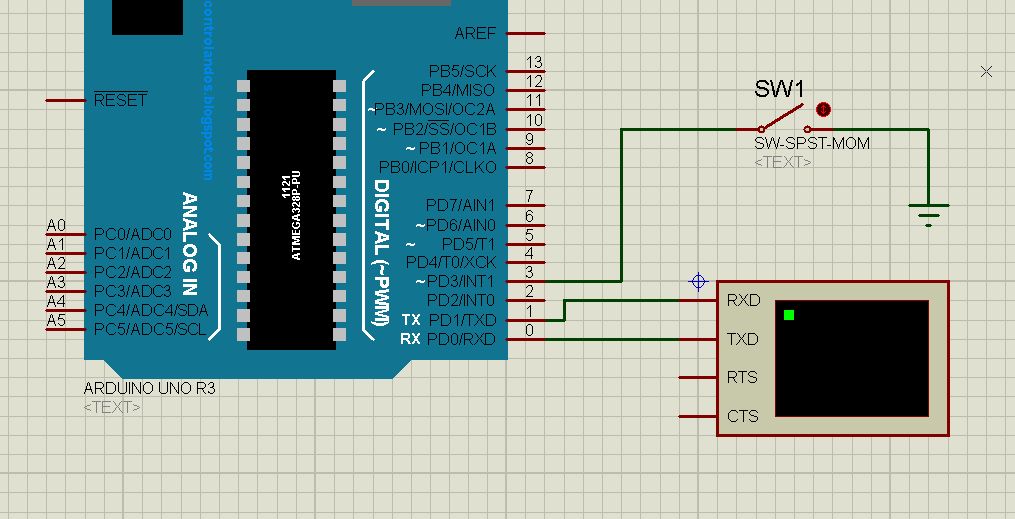 controlandos.blogspot.com
AREF
13
PB5/SCK
12
PB4/MISO
11
~PB3/MOSI/OC2A
10
~ PB2/SS/OC1B
9
~ PB1/OC1A
8
PB0/ICP1/CLKO
RESET
1121
ATMEGA328P-PU
DIGITAL (~PWM)
ANALOG IN
7
PD7/AIN1
6
~PD6/AIN0
5
~ PD5/T1
4
PD4/T0/XCK
3
~PD3/INT1
2
PD2/INT0
1
TX PD1/TXD
0
RX PD0/RXD
A0
PC0/ADC0
A1
PC1/ADC1
A2
PC2/ADC2
A3
PC3/ADC3
A4
PC4/ADC4/SDA
A5
PC5/ADC5/SCL
ARDUINO UNO R3
<TEXT>
SW1
SW-SPST-MOM
<TEXT>
RXD
TXD
RTS
CTS